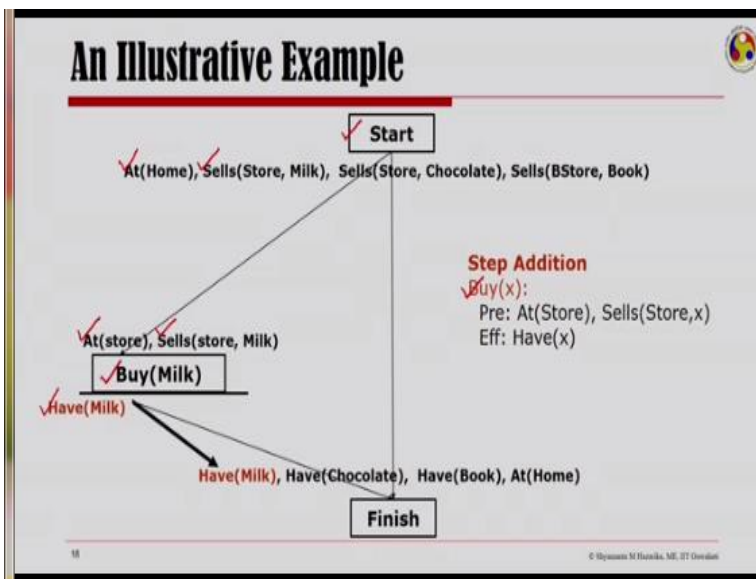 An Illustrative Example
Start
At(Home), Sells(Store, Milk), Sells(Store, Chocolate), Sells(BStore, Book)
Step Addition
Buy(x):
Pre: At(Store), Sells(Store,x)
Eff: Have(x)
At(store), Sells(store, Milk)
Buy(Milk)
Have(Milk)
Have(Milk), Have(Chocolate), Have(Book), At(Home)
Finish
18